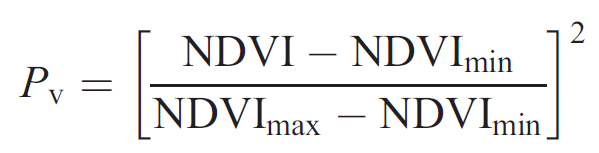 P_v = [ (NDVI − NDVI_min) / (NDVI_max − NDVI_min) ]^2